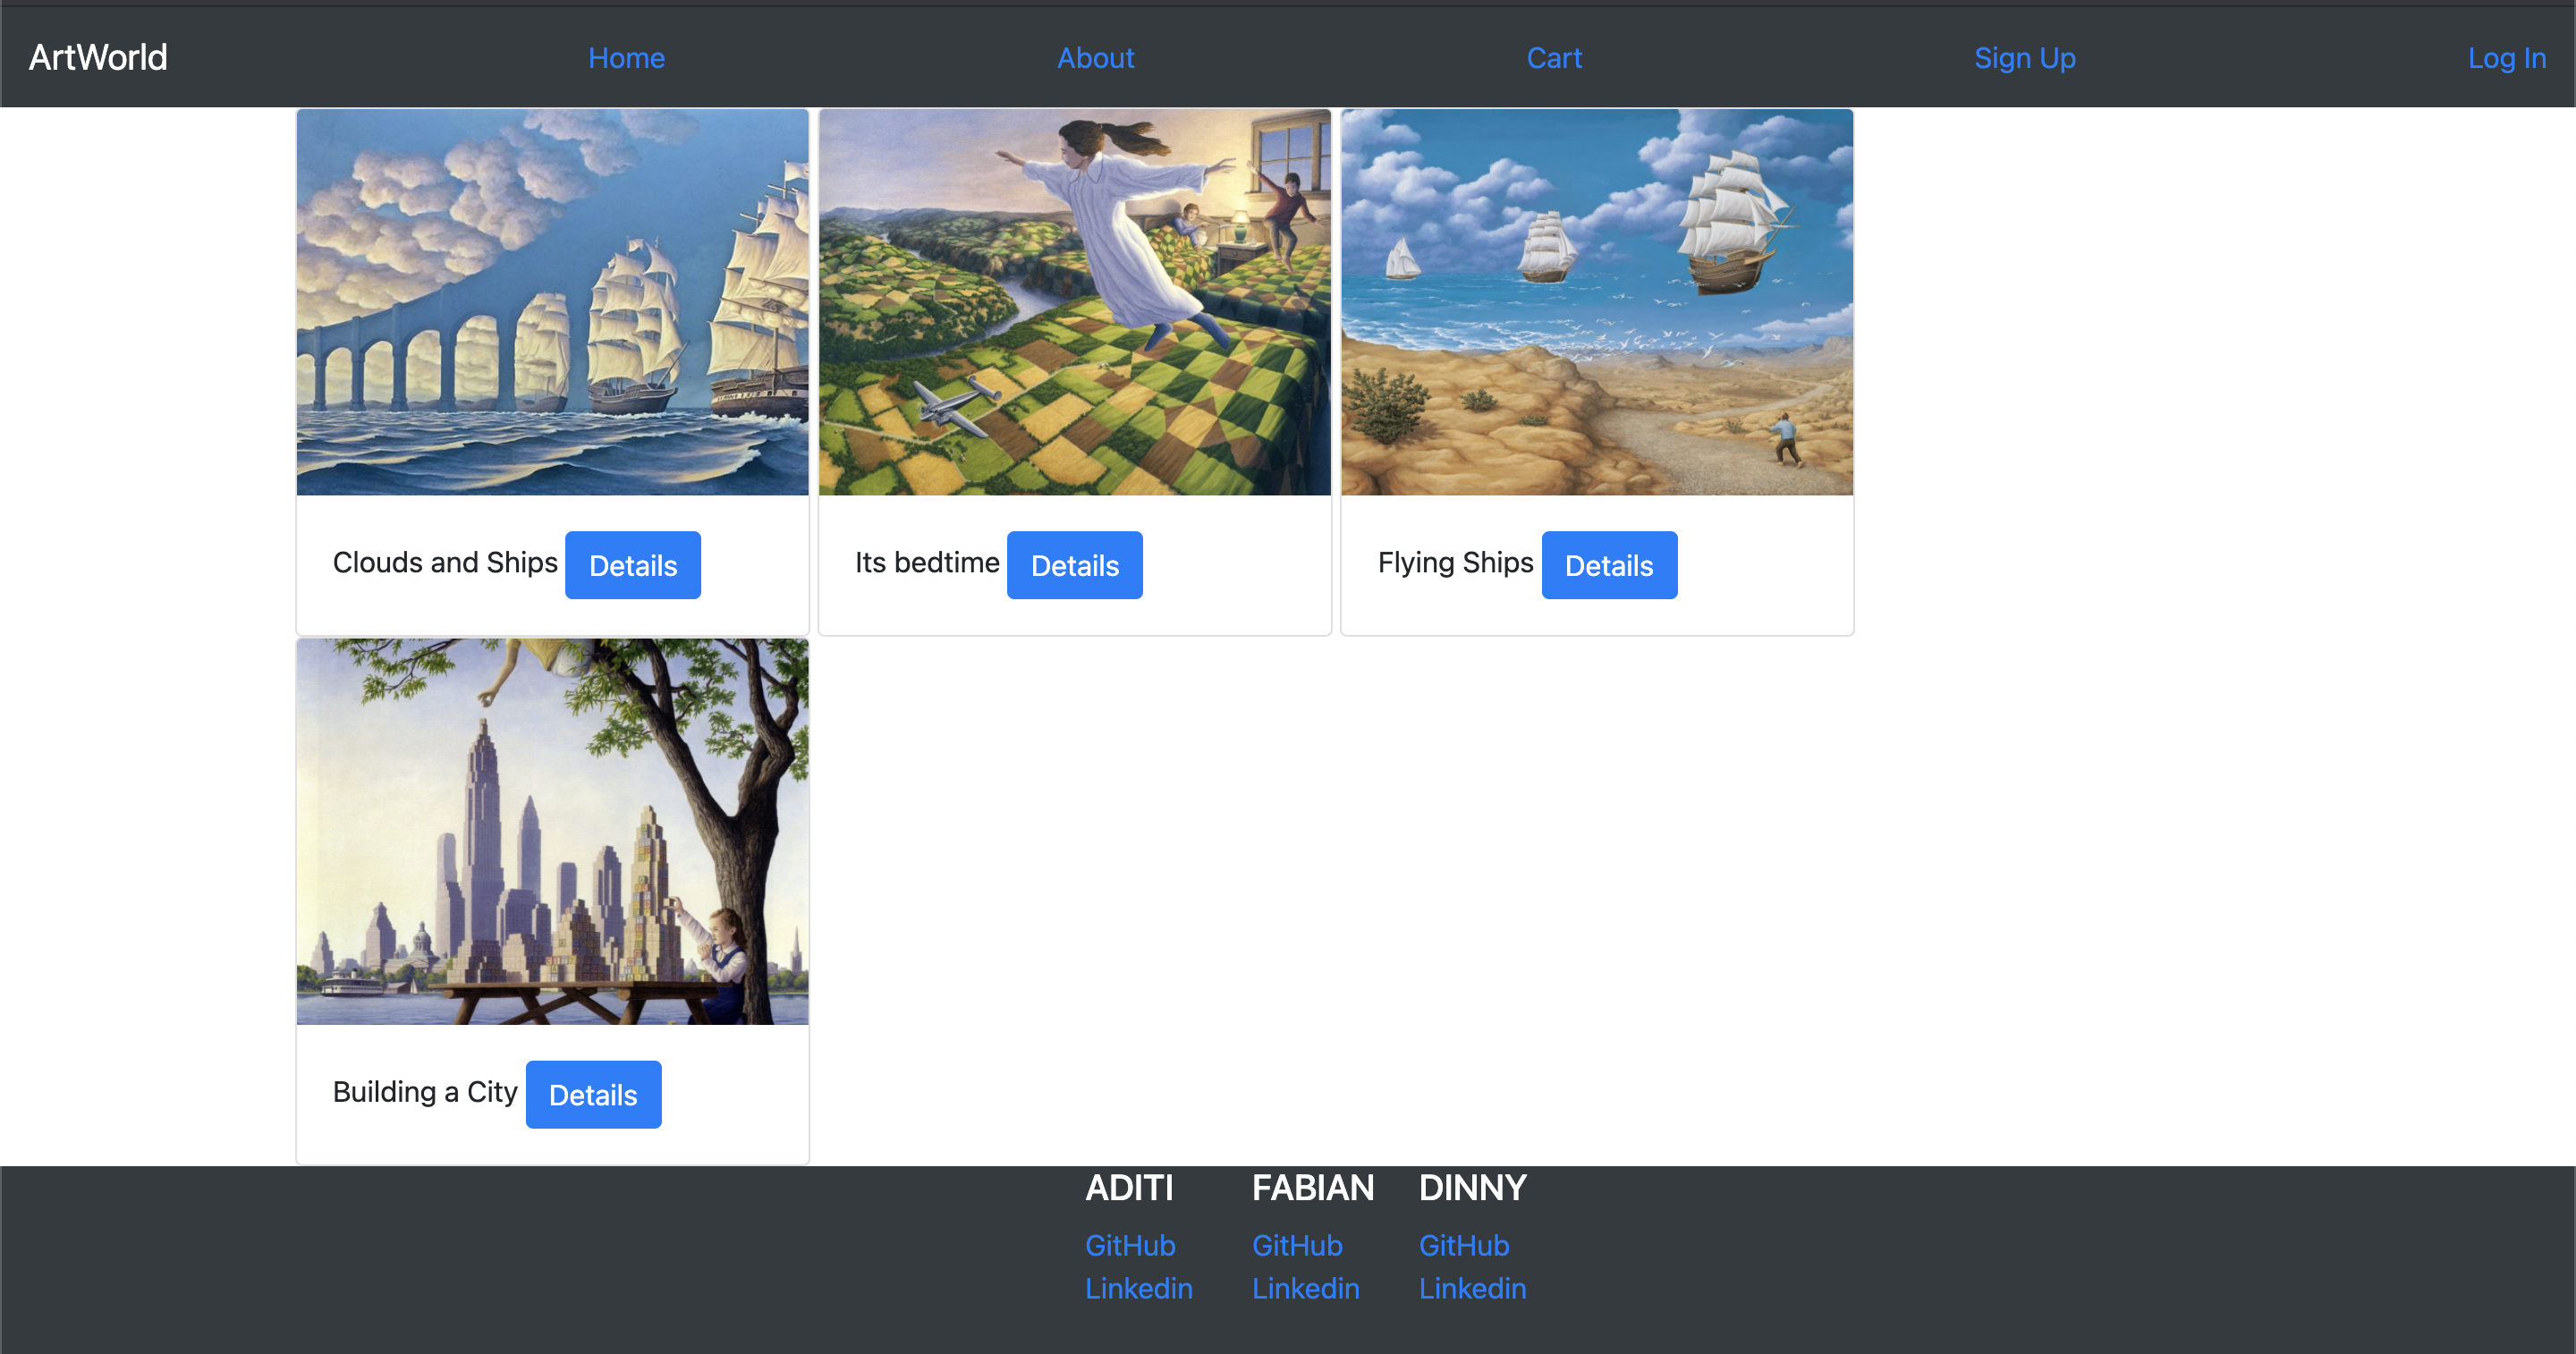 ArtWorld Home About Cart Sign Up Log In
Clouds and Ships Details
Its bedtime Details
Flying Ships Details
Building a City Details
ADITI FABIAN DINNY
GitHub GitHub GitHub
Linkedin Linkedin Linkedin